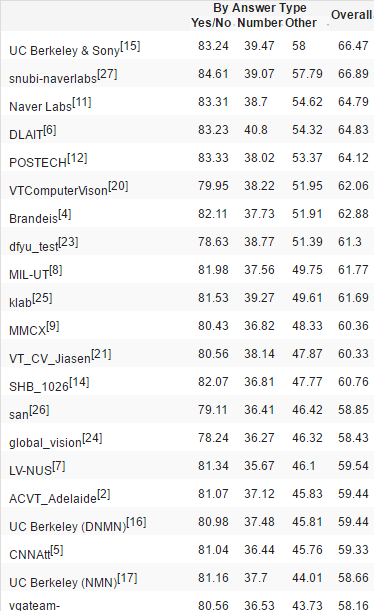 By Answer Type
Yes/No Number Other Overall
UC Berkeley & Sony[15] 83.24 39.47 58 66.47
snubi-naverlabs[27] 84.61 39.07 57.79 66.89
Naver Labs[11] 83.31 38.7 54.62 64.79
DLAIT[6] 83.23 40.8 54.32 64.83
POSTECH[12] 83.33 38.02 53.37 64.12
VTComputerVison[20] 79.95 38.22 51.95 62.06
Brandeis[4] 82.11 37.73 51.91 62.88
dfyu_test[23] 78.63 38.77 51.39 61.3
MIL-UT[8] 81.98 37.56 49.75 61.77
klab[25] 81.53 39.27 49.61 61.69
MMCX[9] 80.43 36.82 48.33 60.36
VT_CV_Jiasen[21] 80.56 38.14 47.87 60.33
SHB_1026[14] 82.07 36.81 47.77 60.76
san[26] 79.11 36.41 46.42 58.85
global_vision[24] 78.24 36.27 46.32 58.43
LV-NUS[7] 81.34 35.67 46.1 59.54
ACVT_Adelaide[2] 81.07 37.12 45.83 59.44
UC Berkeley (DNMN)[16] 80.98 37.48 45.81 59.44
CNNAtt[5] 81.04 36.44 45.76 59.33
UC Berkeley (NMN)[17] 81.16 37.7 44.01 58.66
vqateam- 80.56 36.53 43.73 58.16